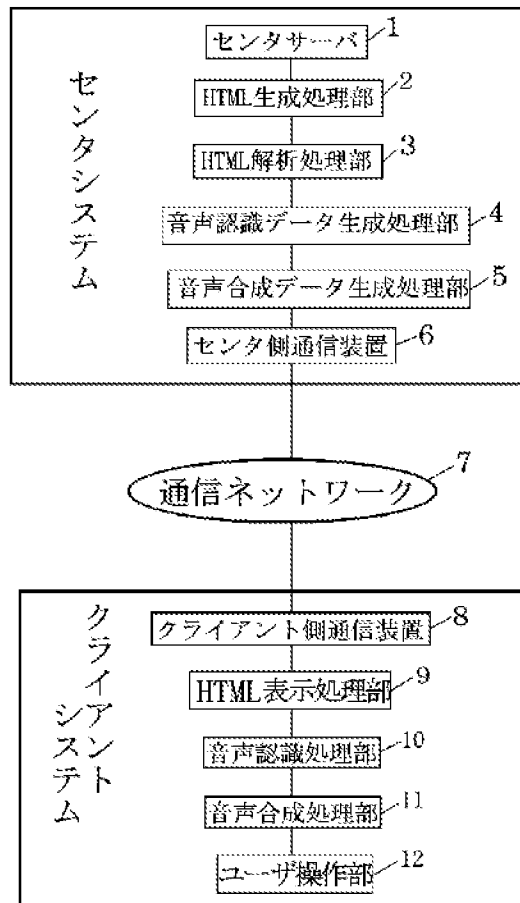 センタシステム
センタサーバ 1
HTML生成処理部 2
HTML解析処理部 3
音声認識データ生成処理部 4
音声合成データ生成処理部 5
センタ側通信装置 6
通信ネットワーク 7
クライアント
システム
クライアント側通信装置 8
HTML表示処理部 9
音声認識処理部 10
音声合成処理部 11
ユーザ操作部 12